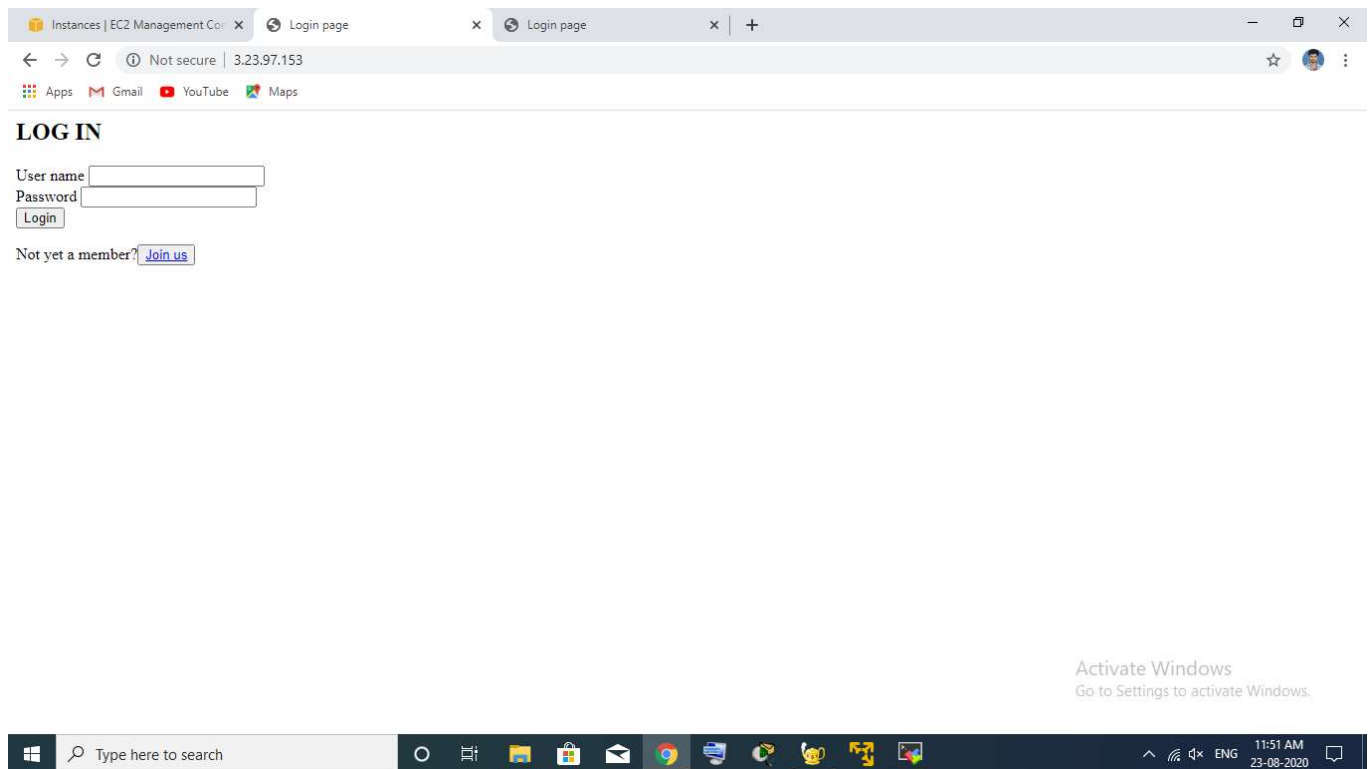 Instances | EC2 Management Co
Login page
Login page
Not secure | 3.23.97.153
Apps Gmail YouTube Maps
LOG IN
User name
Password
Login
Not yet a member? Join us
Activate Windows
Go to Settings to activate Windows.
Type here to search
ENG
11:51 AM
23-08-2020